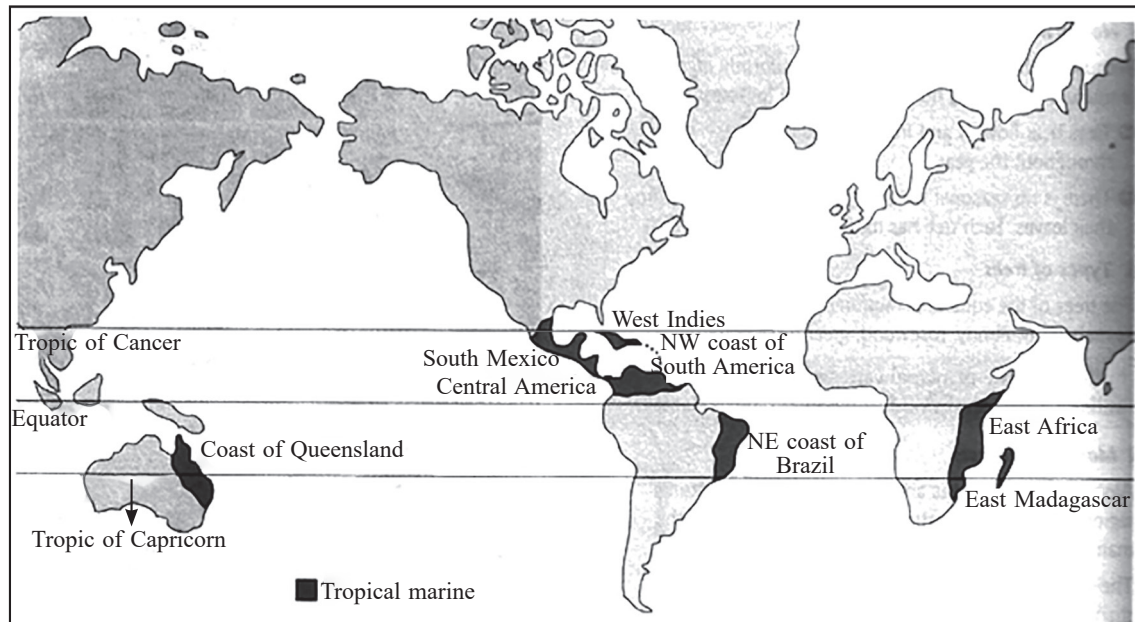 West Indies
Tropic of Cancer
NW coast of
South America
South Mexico
Central America
Equator
Coast of Queensland
East Africa
NE coast of
Brazil
East Madagascar
Tropic of Capricorn
Tropical marine